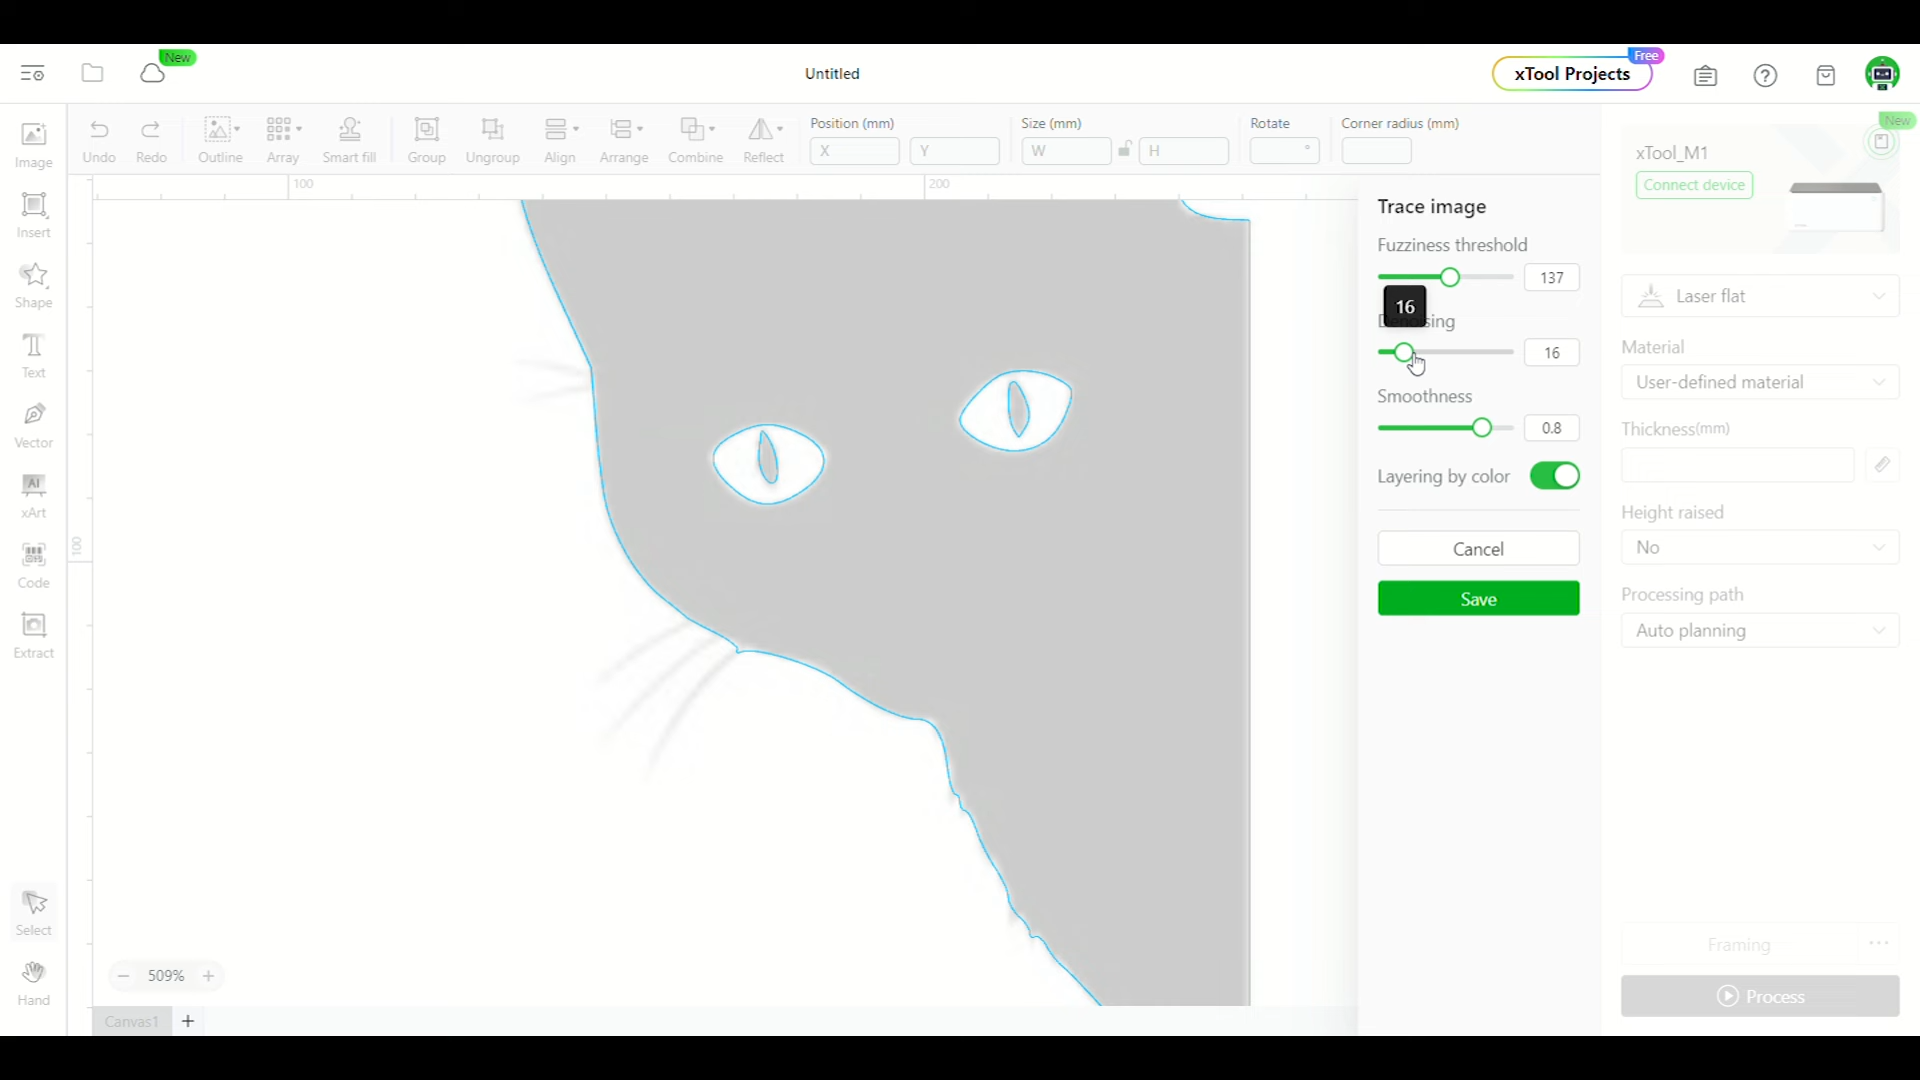 New
Untitled
xTool Projects
Free
Undo
Redo
Outline
Array
Smart fill
Group
Ungroup
Align
Arrange
Combine
Reflect
Position (mm)
X
Y
Size (mm)
W
H
Rotate
°
Corner radius (mm)
Image
Insert
Shape
Text
Vector
AI
xArt
Code
Extract
Select
Hand
100
200
100
509%
Canvas1
Trace image
Fuzziness threshold
137
16
Denoising
16
Smoothness
0.8
Layering by color
Cancel
Save
New
xTool_M1
Connect device
Laser flat
Material
User-defined material
Thickness(mm)
Height raised
No
Processing path
Auto planning
Framing
Process